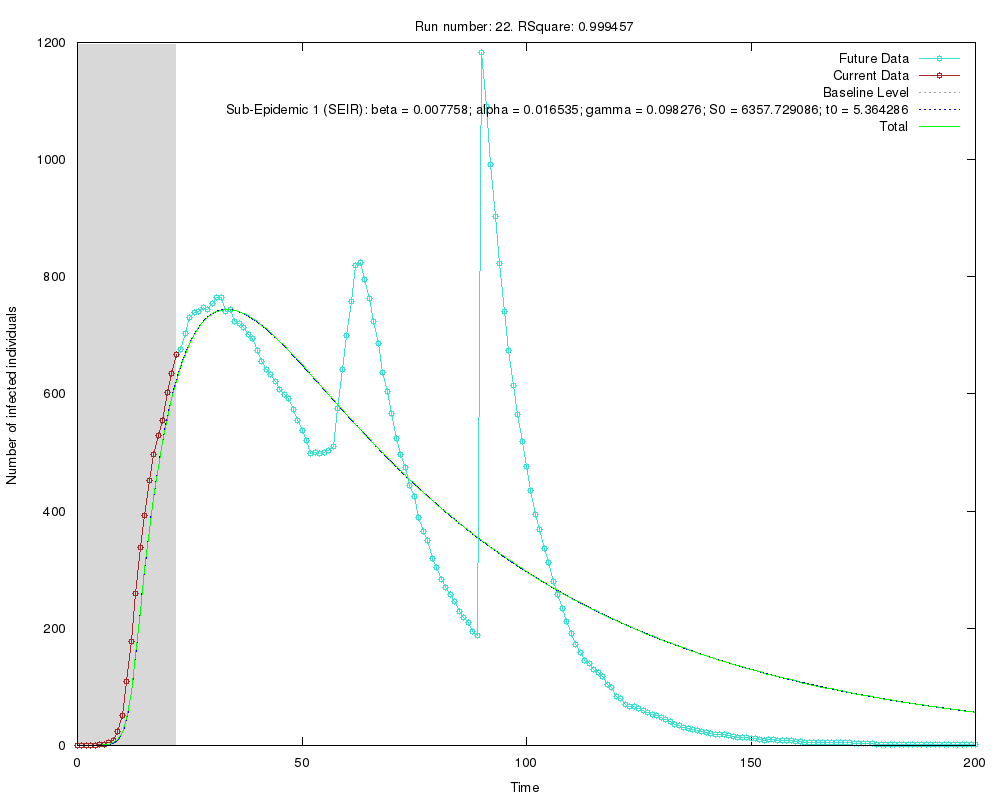 Run number: 22. RSquare: 0.999457
Future Data
Current Data
Baseline Level
Sub-Epidemic 1 (SEIR): beta = 0.007758; alpha = 0.016535; gamma = 0.098276; S0 = 6357.729086; t0 = 5.364286
Total
1200
1000
800
600
400
200
0
Number of infected individuals
0 50 100 150 200
Time